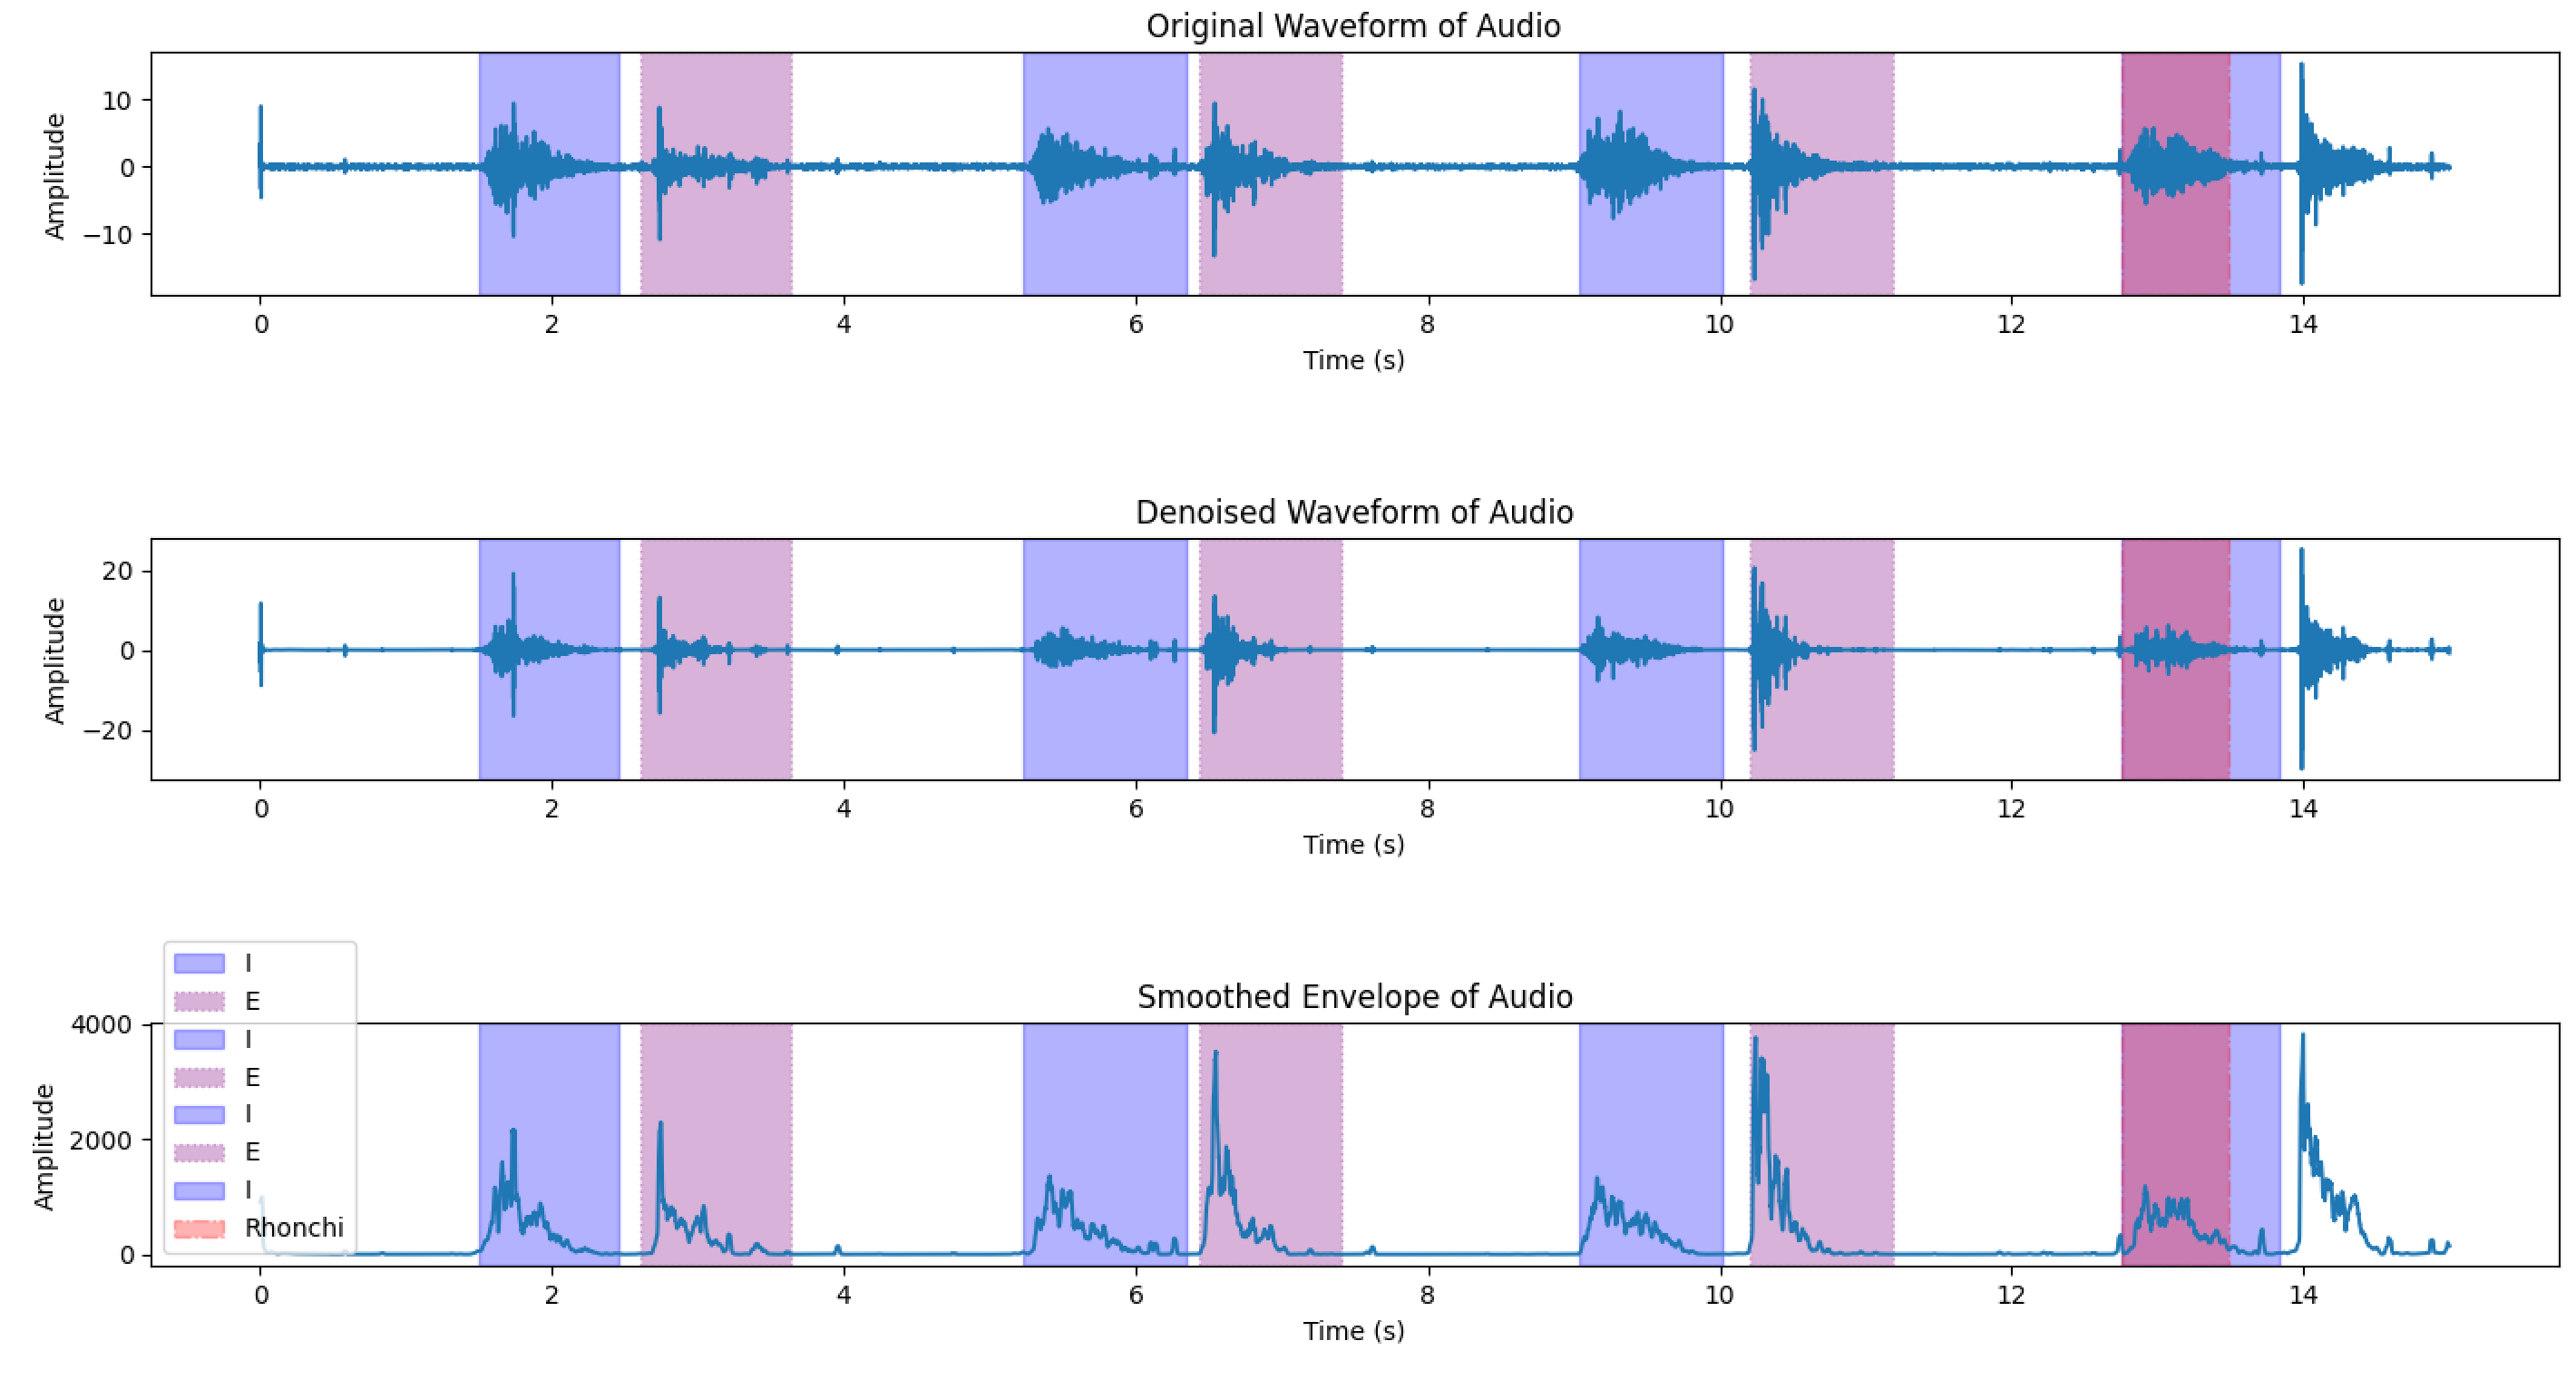 Original Waveform of Audio
Amplitude
10
0
−10
0 2 4 6 8 10 12 14
Time (s)
Denoised Waveform of Audio
Amplitude
20
0
−20
0 2 4 6 8 10 12 14
Time (s)
Smoothed Envelope of Audio
Amplitude
4000
2000
0
I
E
I
E
I
E
I
Rhonchi
0 2 4 6 8 10 12 14
Time (s)